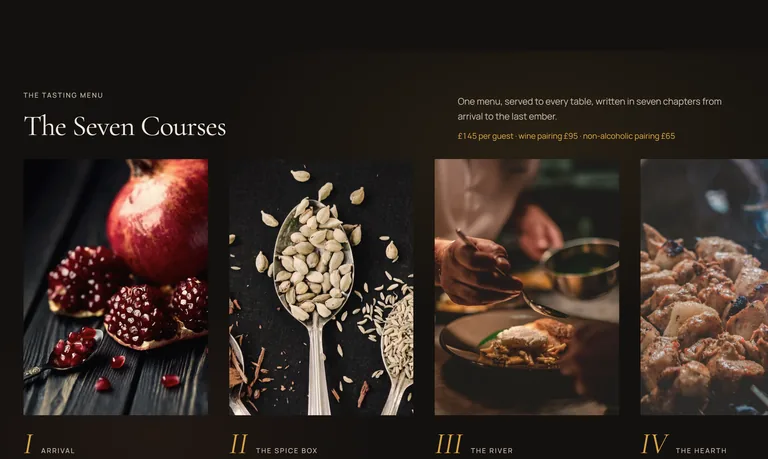 THE TASTING MENU
The Seven Courses
One menu, served to every table, written in seven chapters from
arrival to the last ember.
£145 per guest · wine pairing £95 · non-alcoholic pairing £65
I ARRIVAL
II THE SPICE BOX
III THE RIVER
IV THE HEARTH